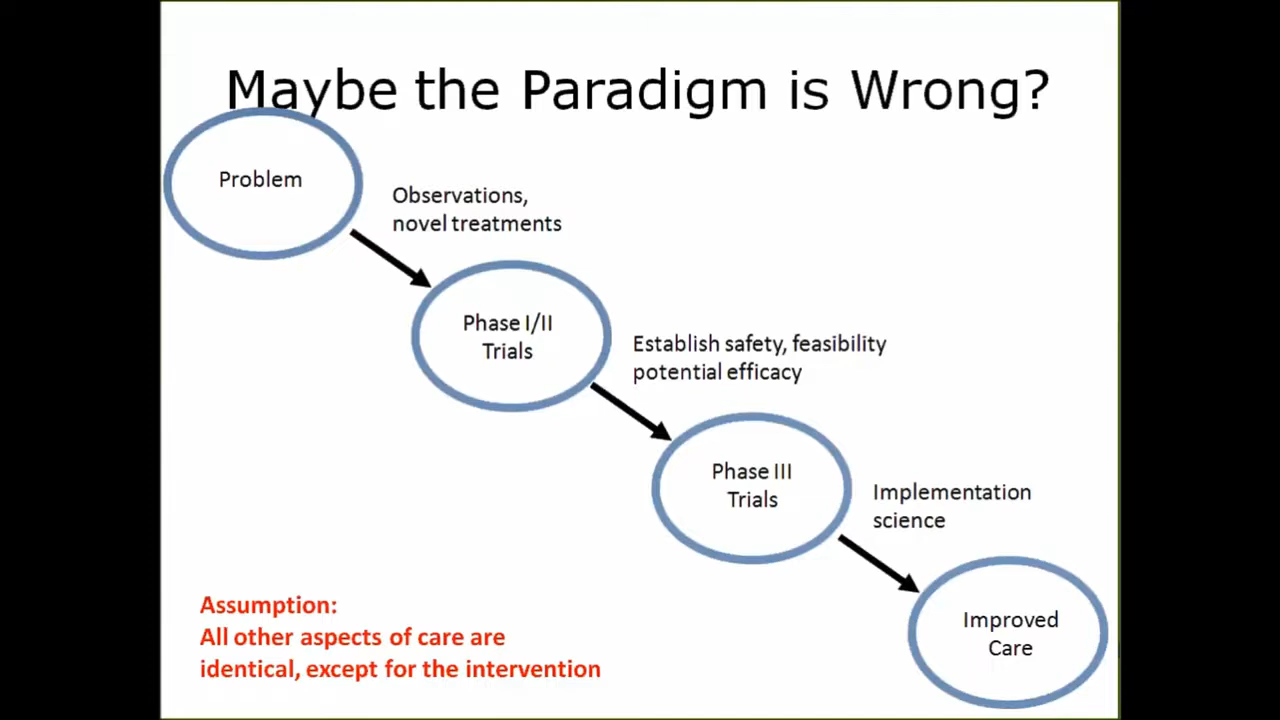 Maybe the Paradigm is Wrong?
Problem
Observations,
novel treatments
Phase I/II
Trials
Establish safety, feasibility
potential efficacy
Phase III
Trials
Implementation
science
Improved
Care
Assumption:
All other aspects of care are
identical, except for the intervention